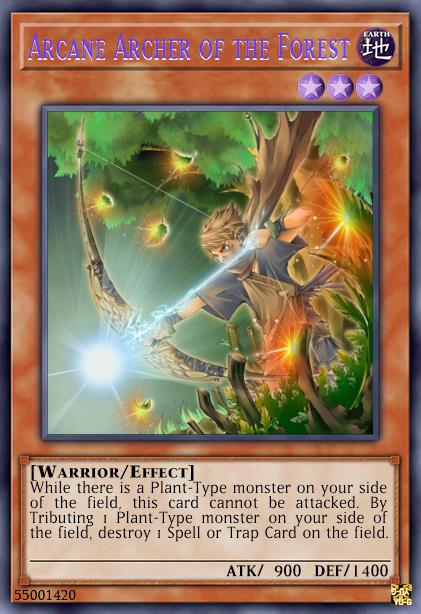 Arcane Archer of the Forest
EARTH
地
[Warrior/Effect]
While there is a Plant-Type monster on your side
of the field, this card cannot be attacked. By
Tributing 1 Plant-Type monster on your side of
the field, destroy 1 Spell or Trap Card on the field.
ATK/ 900 DEF/1400
55001420